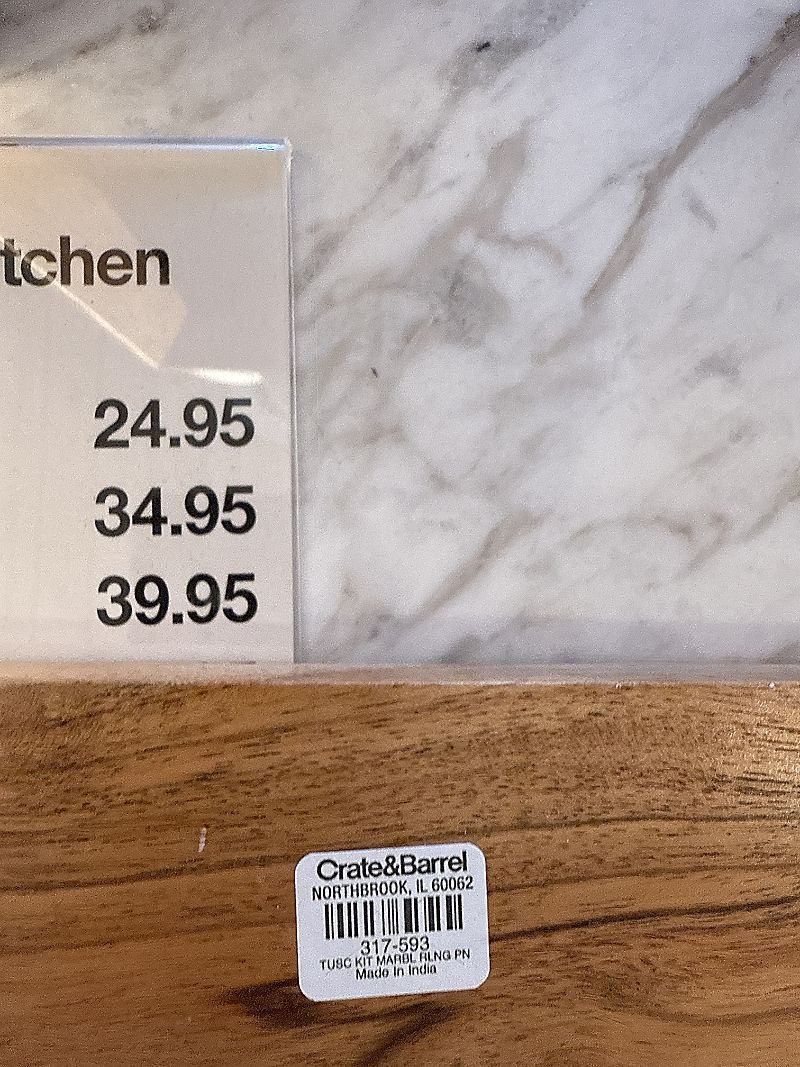 tchen
24.95
34.95
39.95
Crate&Barrel
NORTHBROOK, IL 60062
317-593
TUSC KIT MARBL RLNG PN
Made In India